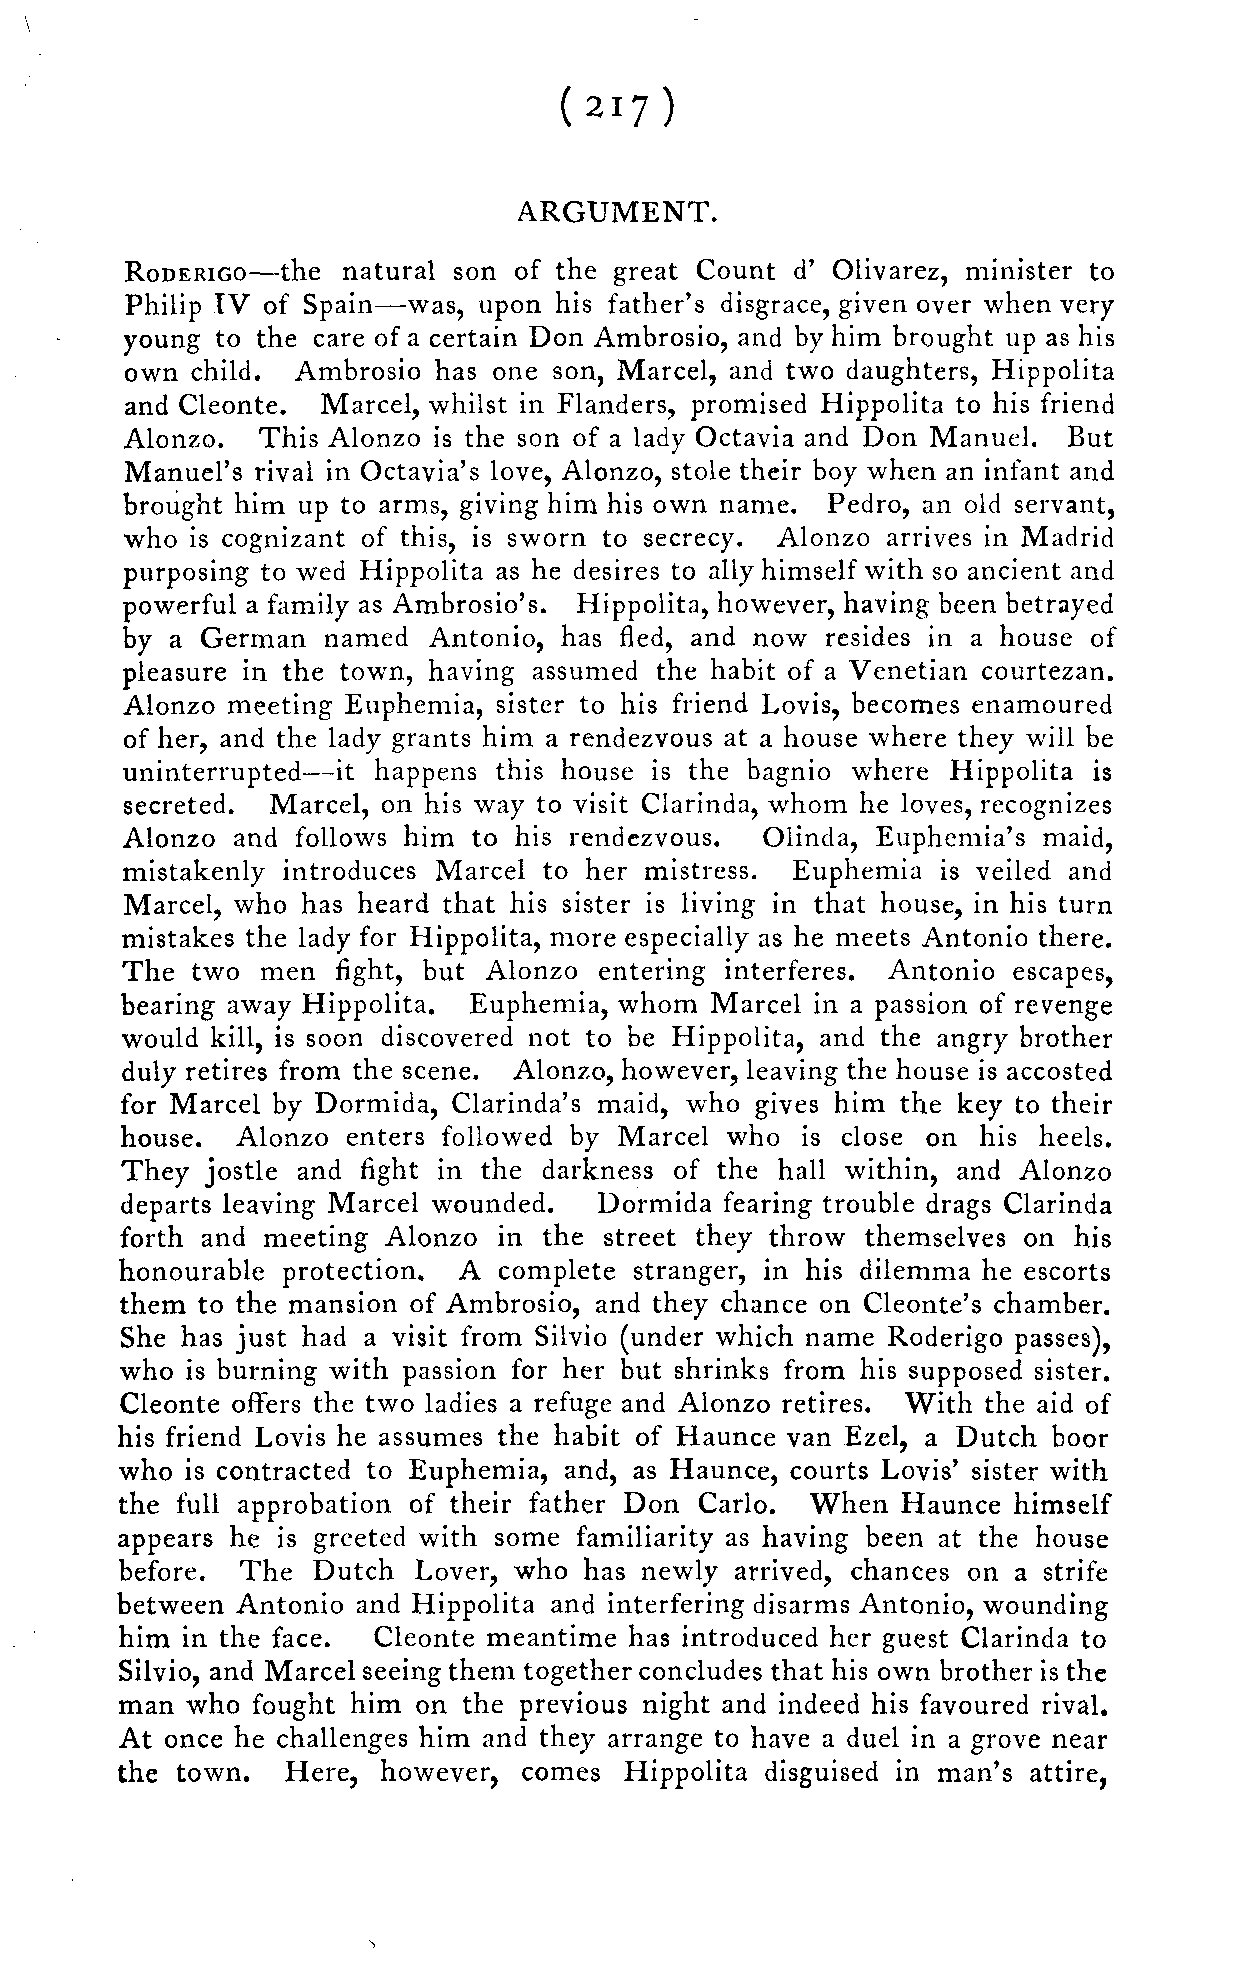 ( 217 )
ARGUMENT.
RODERIGO—the natural son of the great Count d' Olivarez, minister to
Philip IV of Spain—was, upon his father's disgrace, given over when very
young to the care of a certain Don Ambrosio, and by him brought up as his
own child. Ambrosio has one son, Marcel, and two daughters, Hippolita
and Cleonte. Marcel, whilst in Flanders, promised Hippolita to his friend
Alonzo. This Alonzo is the son of a lady Octavia and Don Manuel. But
Manuel's rival in Octavia's love, Alonzo, stole their boy when an infant and
brought him up to arms, giving him his own name. Pedro, an old servant,
who is cognizant of this, is sworn to secrecy. Alonzo arrives in Madrid
purposing to wed Hippolita as he desires to ally himself with so ancient and
powerful a family as Ambrosio's. Hippolita, however, having been betrayed
by a German named Antonio, has fled, and now resides in a house of
pleasure in the town, having assumed the habit of a Venetian courtezan.
Alonzo meeting Euphemia, sister to his friend Lovis, becomes enamoured
of her, and the lady grants him a rendezvous at a house where they will be
uninterrupted—it happens this house is the bagnio where Hippolita is
secreted. Marcel, on his way to visit Clarinda, whom he loves, recognizes
Alonzo and follows him to his rendezvous. Olinda, Euphemia's maid,
mistakenly introduces Marcel to her mistress. Euphemia is veiled and
Marcel, who has heard that his sister is living in that house, in his turn
mistakes the lady for Hippolita, more especially as he meets Antonio there.
The two men fight, but Alonzo entering interferes. Antonio escapes,
bearing away Hippolita. Euphemia, whom Marcel in a passion of revenge
would kill, is soon discovered not to be Hippolita, and the angry brother
duly retires from the scene. Alonzo, however, leaving the house is accosted
for Marcel by Dormida, Clarinda's maid, who gives him the key to their
house. Alonzo enters followed by Marcel who is close on his heels.
They jostle and fight in the darkness of the hall within, and Alonzo
departs leaving Marcel wounded. Dormida fearing trouble drags Clarinda
forth and meeting Alonzo in the street they throw themselves on his
honourable protection. A complete stranger, in his dilemma he escorts
them to the mansion of Ambrosio, and they chance on Cleonte's chamber.
She has just had a visit from Silvio (under which name Roderigo passes),
who is burning with passion for her but shrinks from his supposed sister.
Cleonte offers the two ladies a refuge and Alonzo retires. With the aid of
his friend Lovis he assumes the habit of Haunce van Ezel, a Dutch boor
who is contracted to Euphemia, and, as Haunce, courts Lovis' sister with
the full approbation of their father Don Carlo. When Haunce himself
appears he is greeted with some familiarity as having been at the house
before. The Dutch Lover, who has newly arrived, chances on a strife
between Antonio and Hippolita and interfering disarms Antonio, wounding
him in the face. Cleonte meantime has introduced her guest Clarinda to
Silvio, and Marcel seeing them together concludes that his own brother is the
man who fought him on the previous night and indeed his favoured rival.
At once he challenges him and they arrange to have a duel in a grove near
the town. Here, however, comes Hippolita disguised in man's attire,